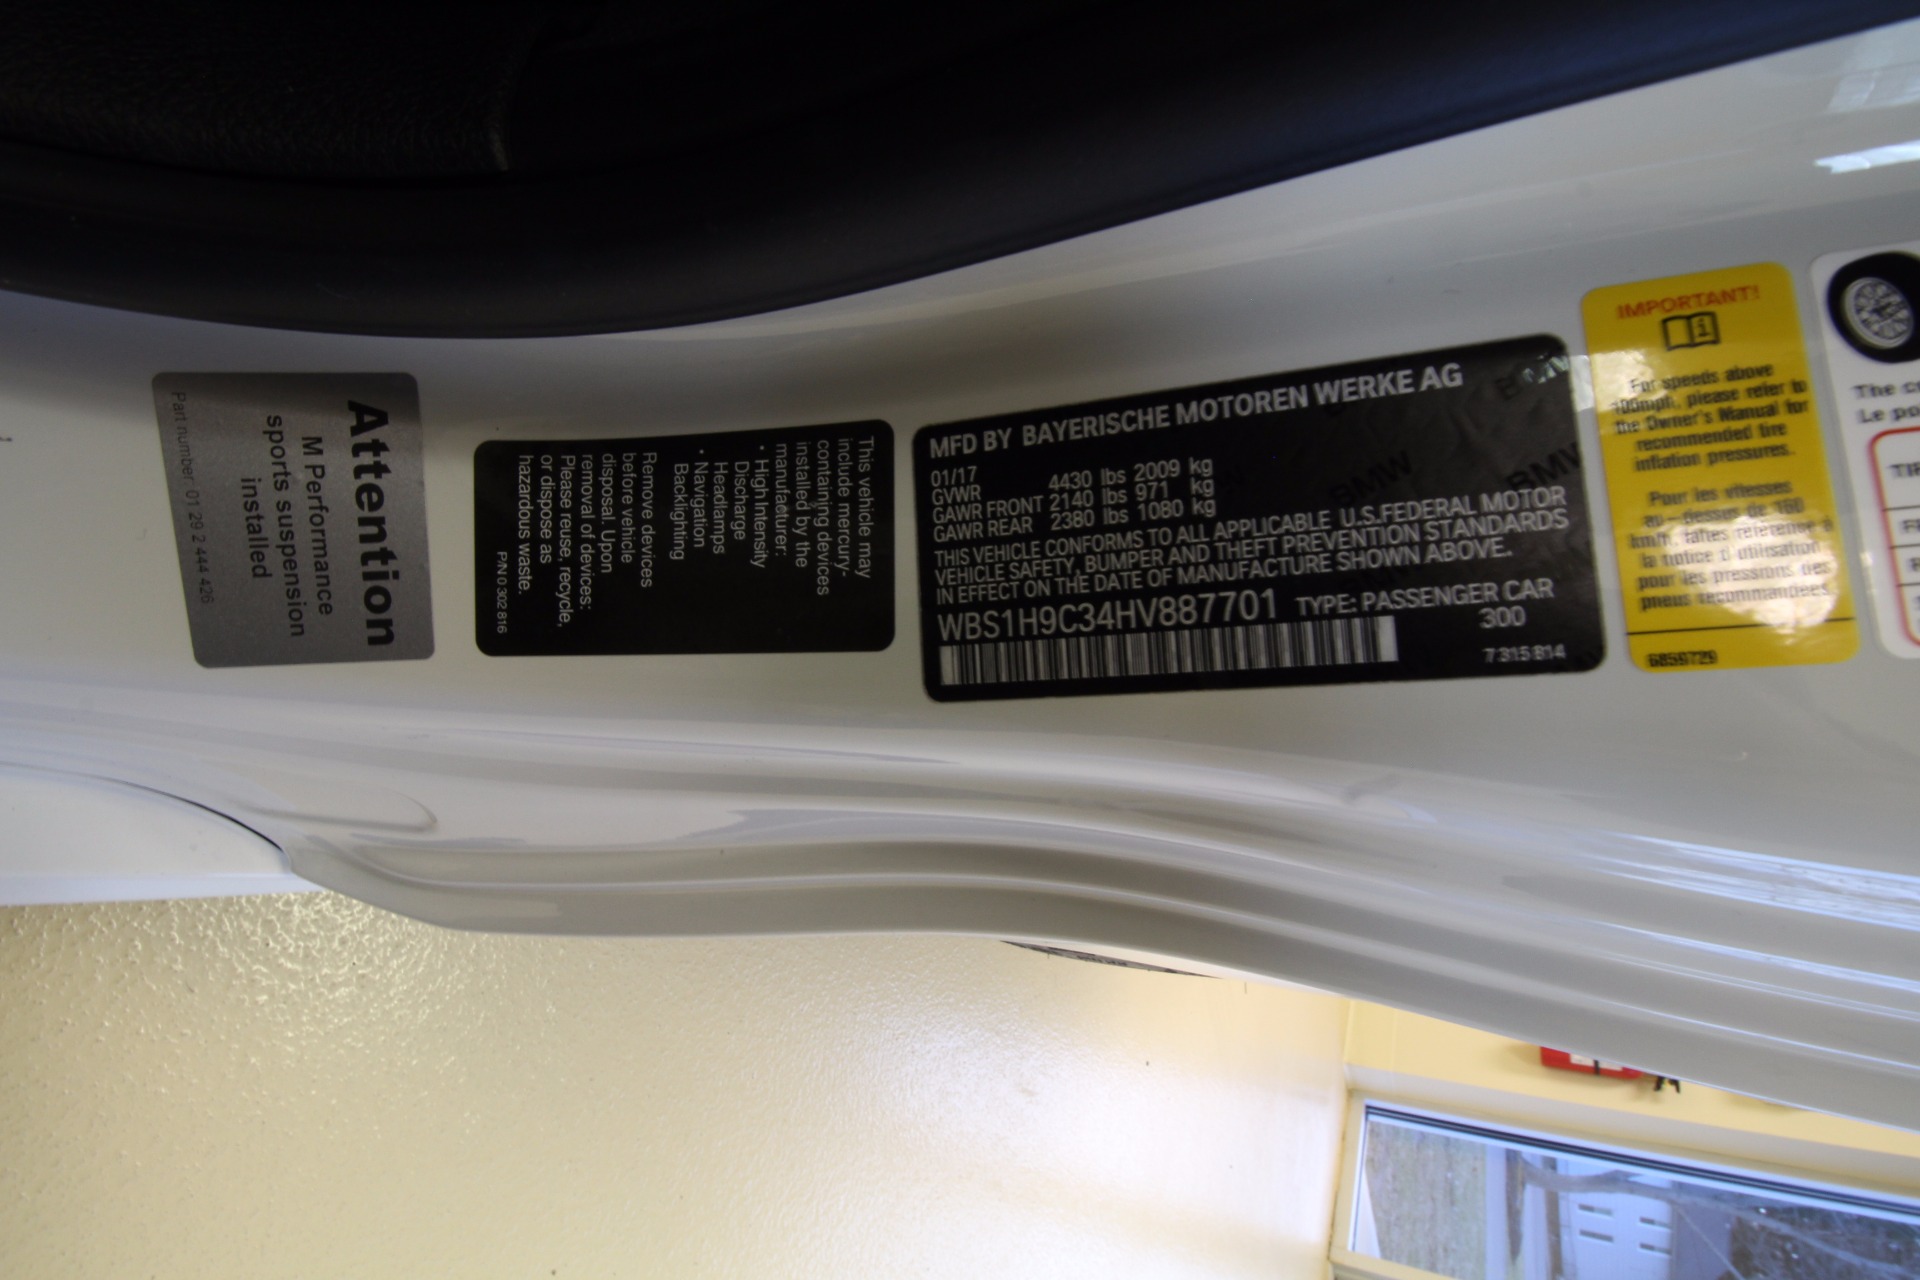 Attention
M Performance
sports suspension
installed
Part number: 01 29 2 444 426
This vehicle may
include mercury-
containing devices
installed by the
manufacturer:
• High Intensity
Discharge
Headlamps
• Navigation
Backlighting
Remove devices
before vehicle
disposal. Upon
removal of devices:
Please reuse, recycle,
or dispose as
hazardous waste.
P/N 0 302 816
MFD BY BAYERISCHE MOTOREN WERKE AG
01/17
GVWR 4430 lbs 2009 kg
GAWR FRONT 2140 lbs 971 kg
GAWR REAR 2380 lbs 1080 kg
THIS VEHICLE CONFORMS TO ALL APPLICABLE U.S.FEDERAL MOTOR
VEHICLE SAFETY, BUMPER AND THEFT PREVENTION STANDARDS
IN EFFECT ON THE DATE OF MANUFACTURE SHOWN ABOVE.
WBS1H9C34HV887701 TYPE: PASSENGER CAR
300
7 315 814
IMPORTANT!
For speeds above
100mph, please refer to
the Owner's Manual for
recommended tire
inflation pressures.
Pour les vitesses
au-dessus de 160
km/h, faites référence à
la notice d'utilisation
pour les pressions des
pneus recommandées.
6859729
The
Le